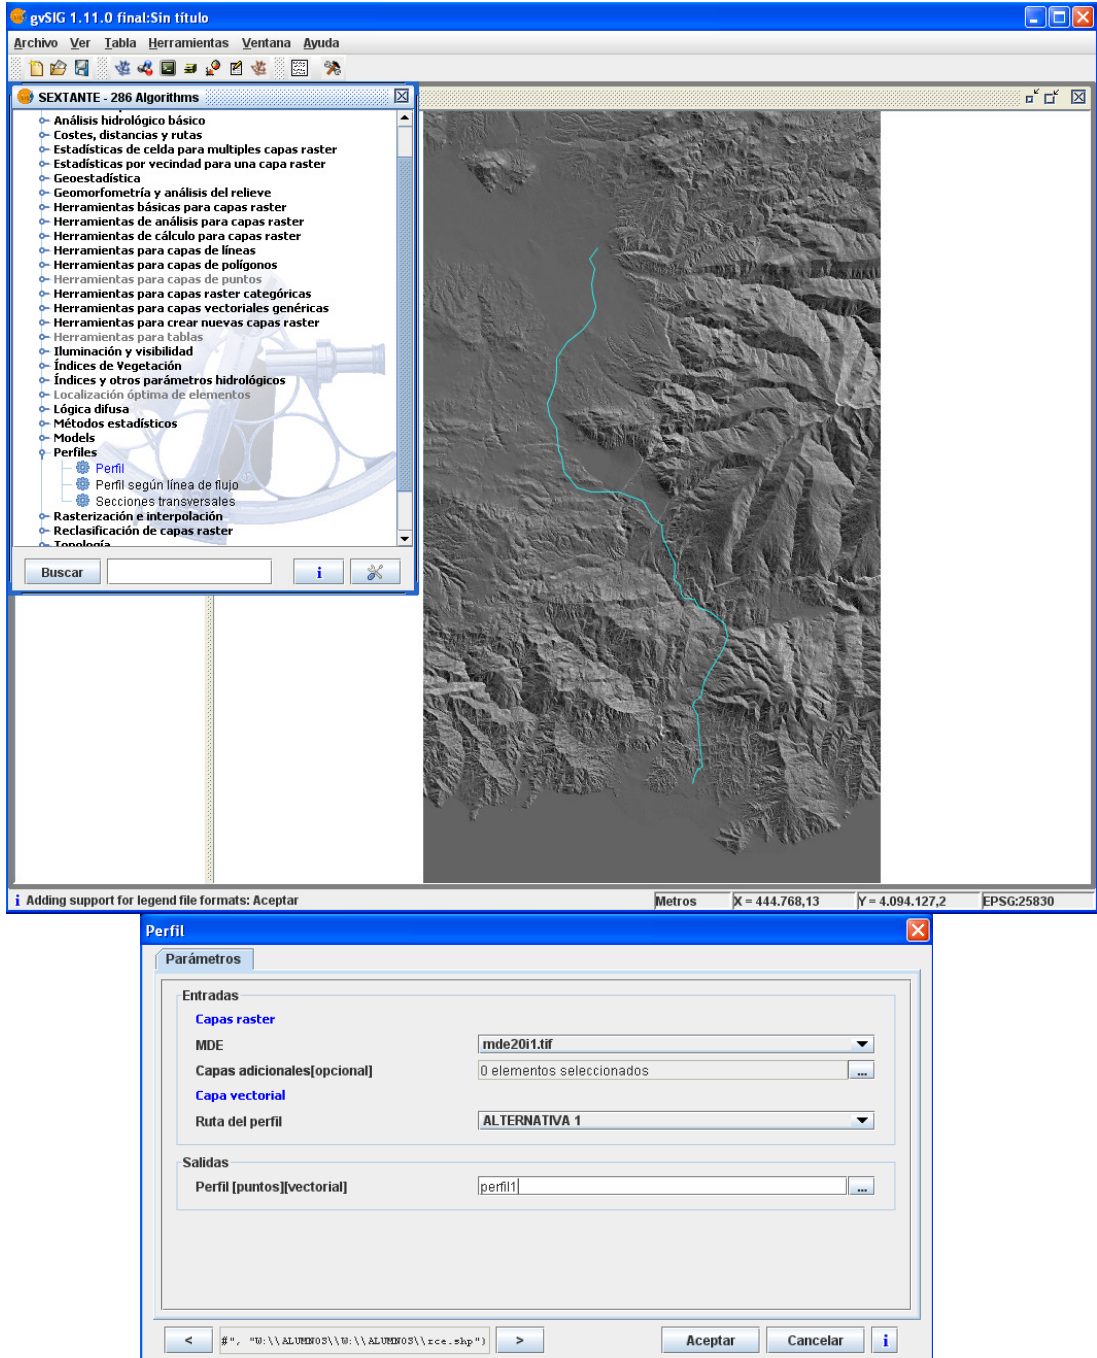 gvSIG 1.11.0 final:Sin título
Archivo Ver Tabla Herramientas Ventana Ayuda
SEXTANTE - 286 Algorithms
Análisis hidrológico básico
Costes, distancias y rutas
Estadísticas de celda para multiples capas raster
Estadísticas por vecindad para una capa raster
Geoestadística
Geomorfometría y análisis del relieve
Herramientas básicas para capas raster
Herramientas de análisis para capas raster
Herramientas de cálculo para capas raster
Herramientas para capas de líneas
Herramientas para capas de polígonos
Herramientas para capas de puntos
Herramientas para capas raster categóricas
Herramientas para capas vectoriales genéricas
Herramientas para crear nuevas capas raster
Herramientas para tablas
Iluminación y visibilidad
Índices de Vegetación
Índices y otros parámetros hidrológicos
Localización óptima de elementos
Lógica difusa
Métodos estadísticos
Models
Perfiles
Perfil
Perfil según línea de flujo
Secciones transversales
Rasterización e interpolación
Reclasificación de capas raster
Topología
Buscar
i
i Adding support for legend file formats: Aceptar
Metros X = 444.768,13 Y = 4.094.127,2 EPSG:25830
Perfil
Parámetros
Entradas
Capas raster
MDE mde20i1.tif
Capas adicionales[opcional] 0 elementos seleccionados ...
Capa vectorial
Ruta del perfil ALTERNATIVA 1
Salidas
Perfil [puntos][vectorial] perfil1 ...
< #", "W:\\ALUMNOS\\W:\\ALUMNOS\\rce.shp") > Aceptar Cancelar i